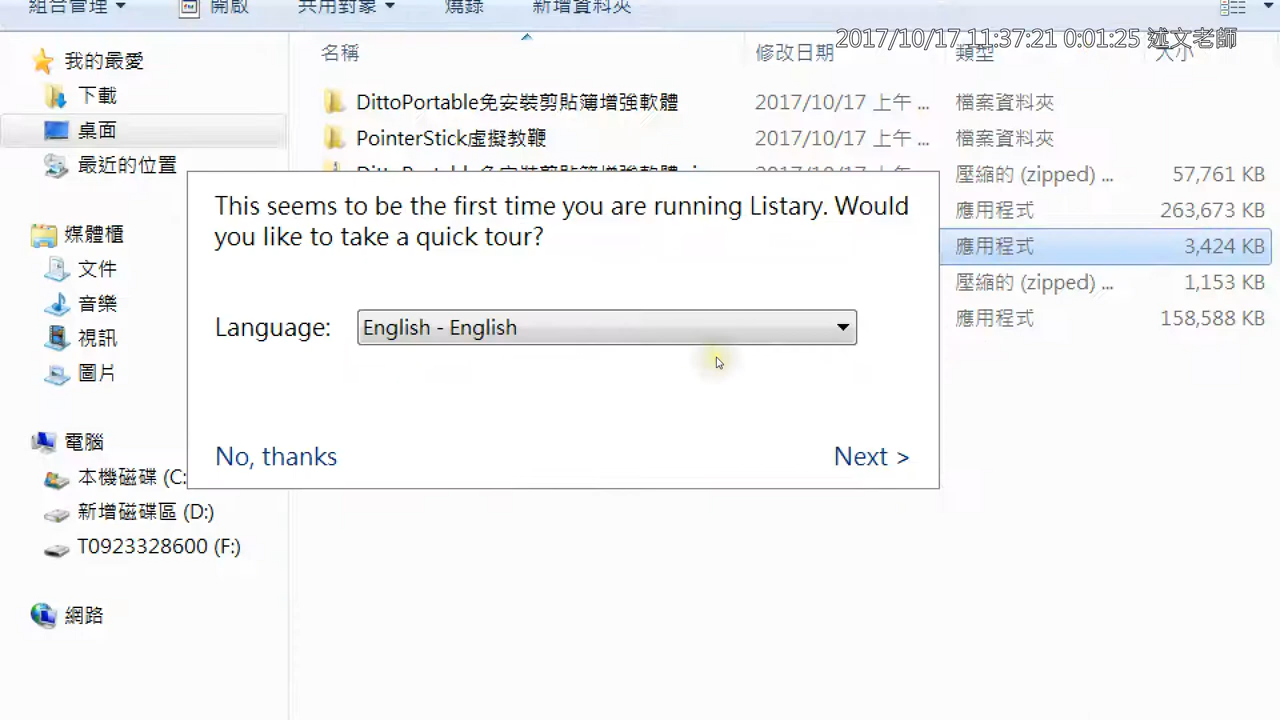 組合管理
開啟
共用對象
燒錄
新增資料夾
2017/10/17 11:37:21 0:01:25 述文老師
我的最愛
下載
桌面
最近的位置
媒體櫃
文件
音樂
視訊
圖片
電腦
本機磁碟 (C:
新增磁碟區 (D:)
T0923328600 (F:)
網路
名稱
修改日期
類型
大小
DittoPortable免安裝剪貼簿增強軟體
2017/10/17 上午 ...
檔案資料夾
PointerStick虛擬教鞭
2017/10/17 上午 ...
檔案資料夾
壓縮的 (zipped) ...
57,761 KB
應用程式
263,673 KB
應用程式
3,424 KB
壓縮的 (zipped) ...
1,153 KB
應用程式
158,588 KB
This seems to be the first time you are running Listary. Would
you like to take a quick tour?
Language:
English - English
No, thanks
Next >